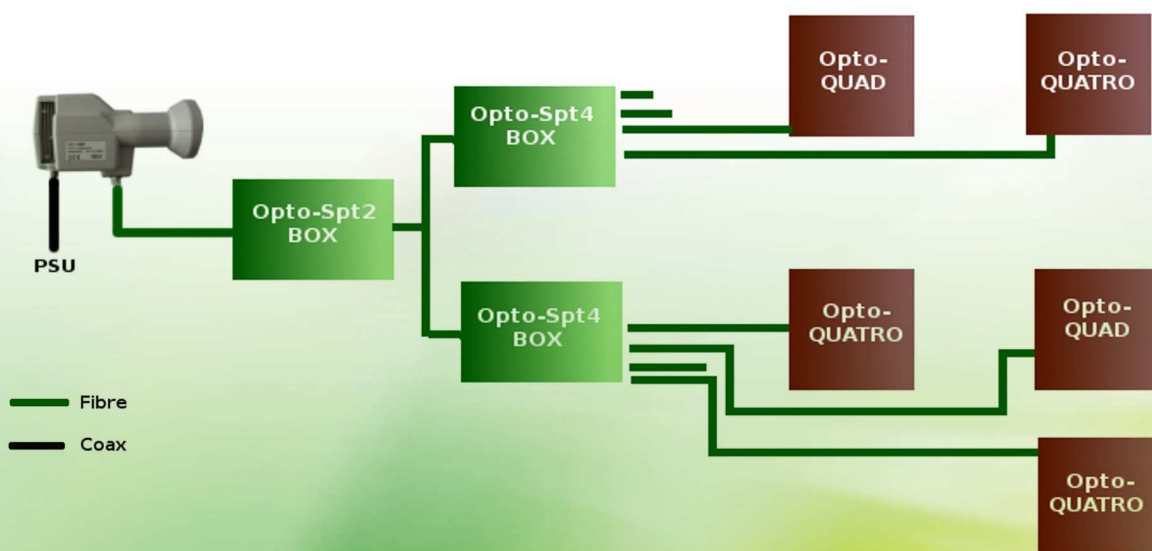 Opto-
QUAD
Opto-
QUATRO
Opto-Spt4
BOX
Opto-Spt2
BOX
PSU
Opto-Spt4
BOX
Opto-
QUATRO
Opto-
QUAD
Fibre
Coax
Opto-
QUATRO